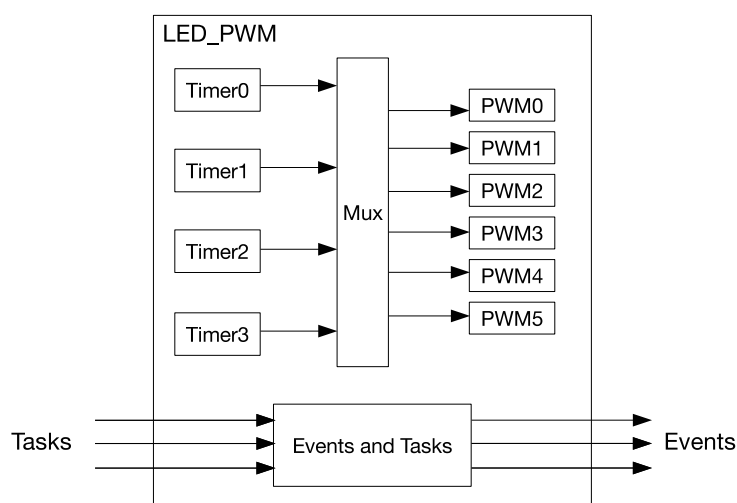 LED_PWM
Timer0
Timer1
Timer2
Timer3
Mux
PWM0
PWM1
PWM2
PWM3
PWM4
PWM5
Tasks
Events and Tasks
Events